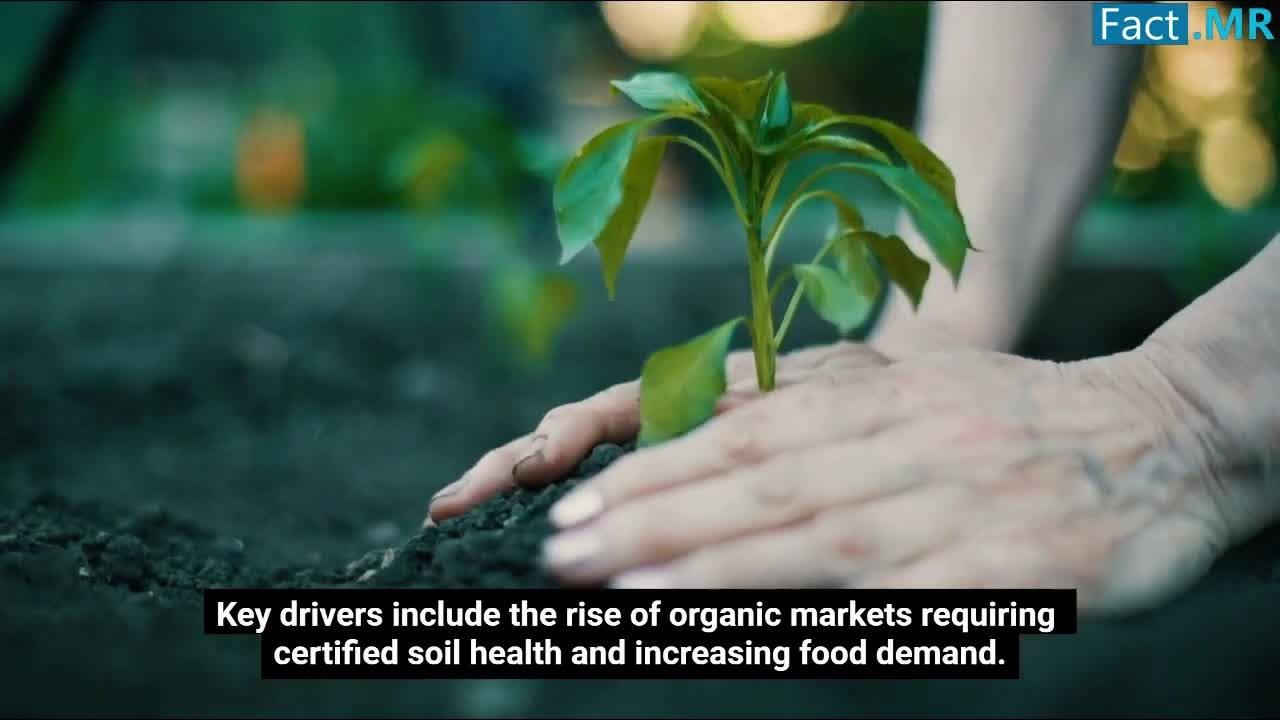 Fact.MR
Key drivers include the rise of organic markets requiring
certified soil health and increasing food demand.